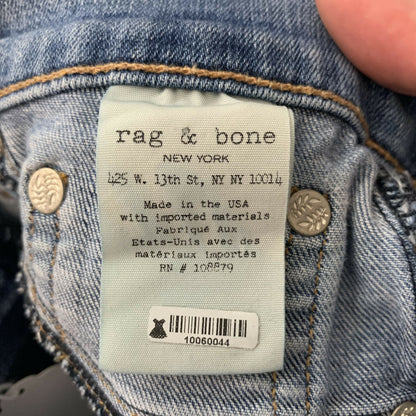 rag & bone
NEW YORK
425 W. 13th St, NY NY 10014
Made in the USA
with imported materials
Fabriqué Aux
Etats-Unis avec des
matériaux importés
RN # 108879
10060044